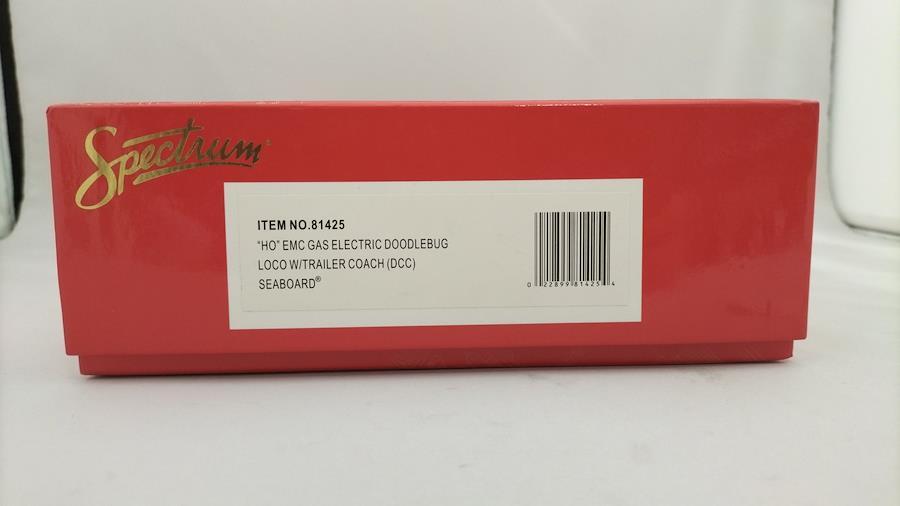 Spectrum
ITEM NO.81425
"HO" EMC GAS ELECTRIC DOODLEBUG
LOCO W/TRAILER COACH (DCC)
SEABOARD®
0 22899 81425 4